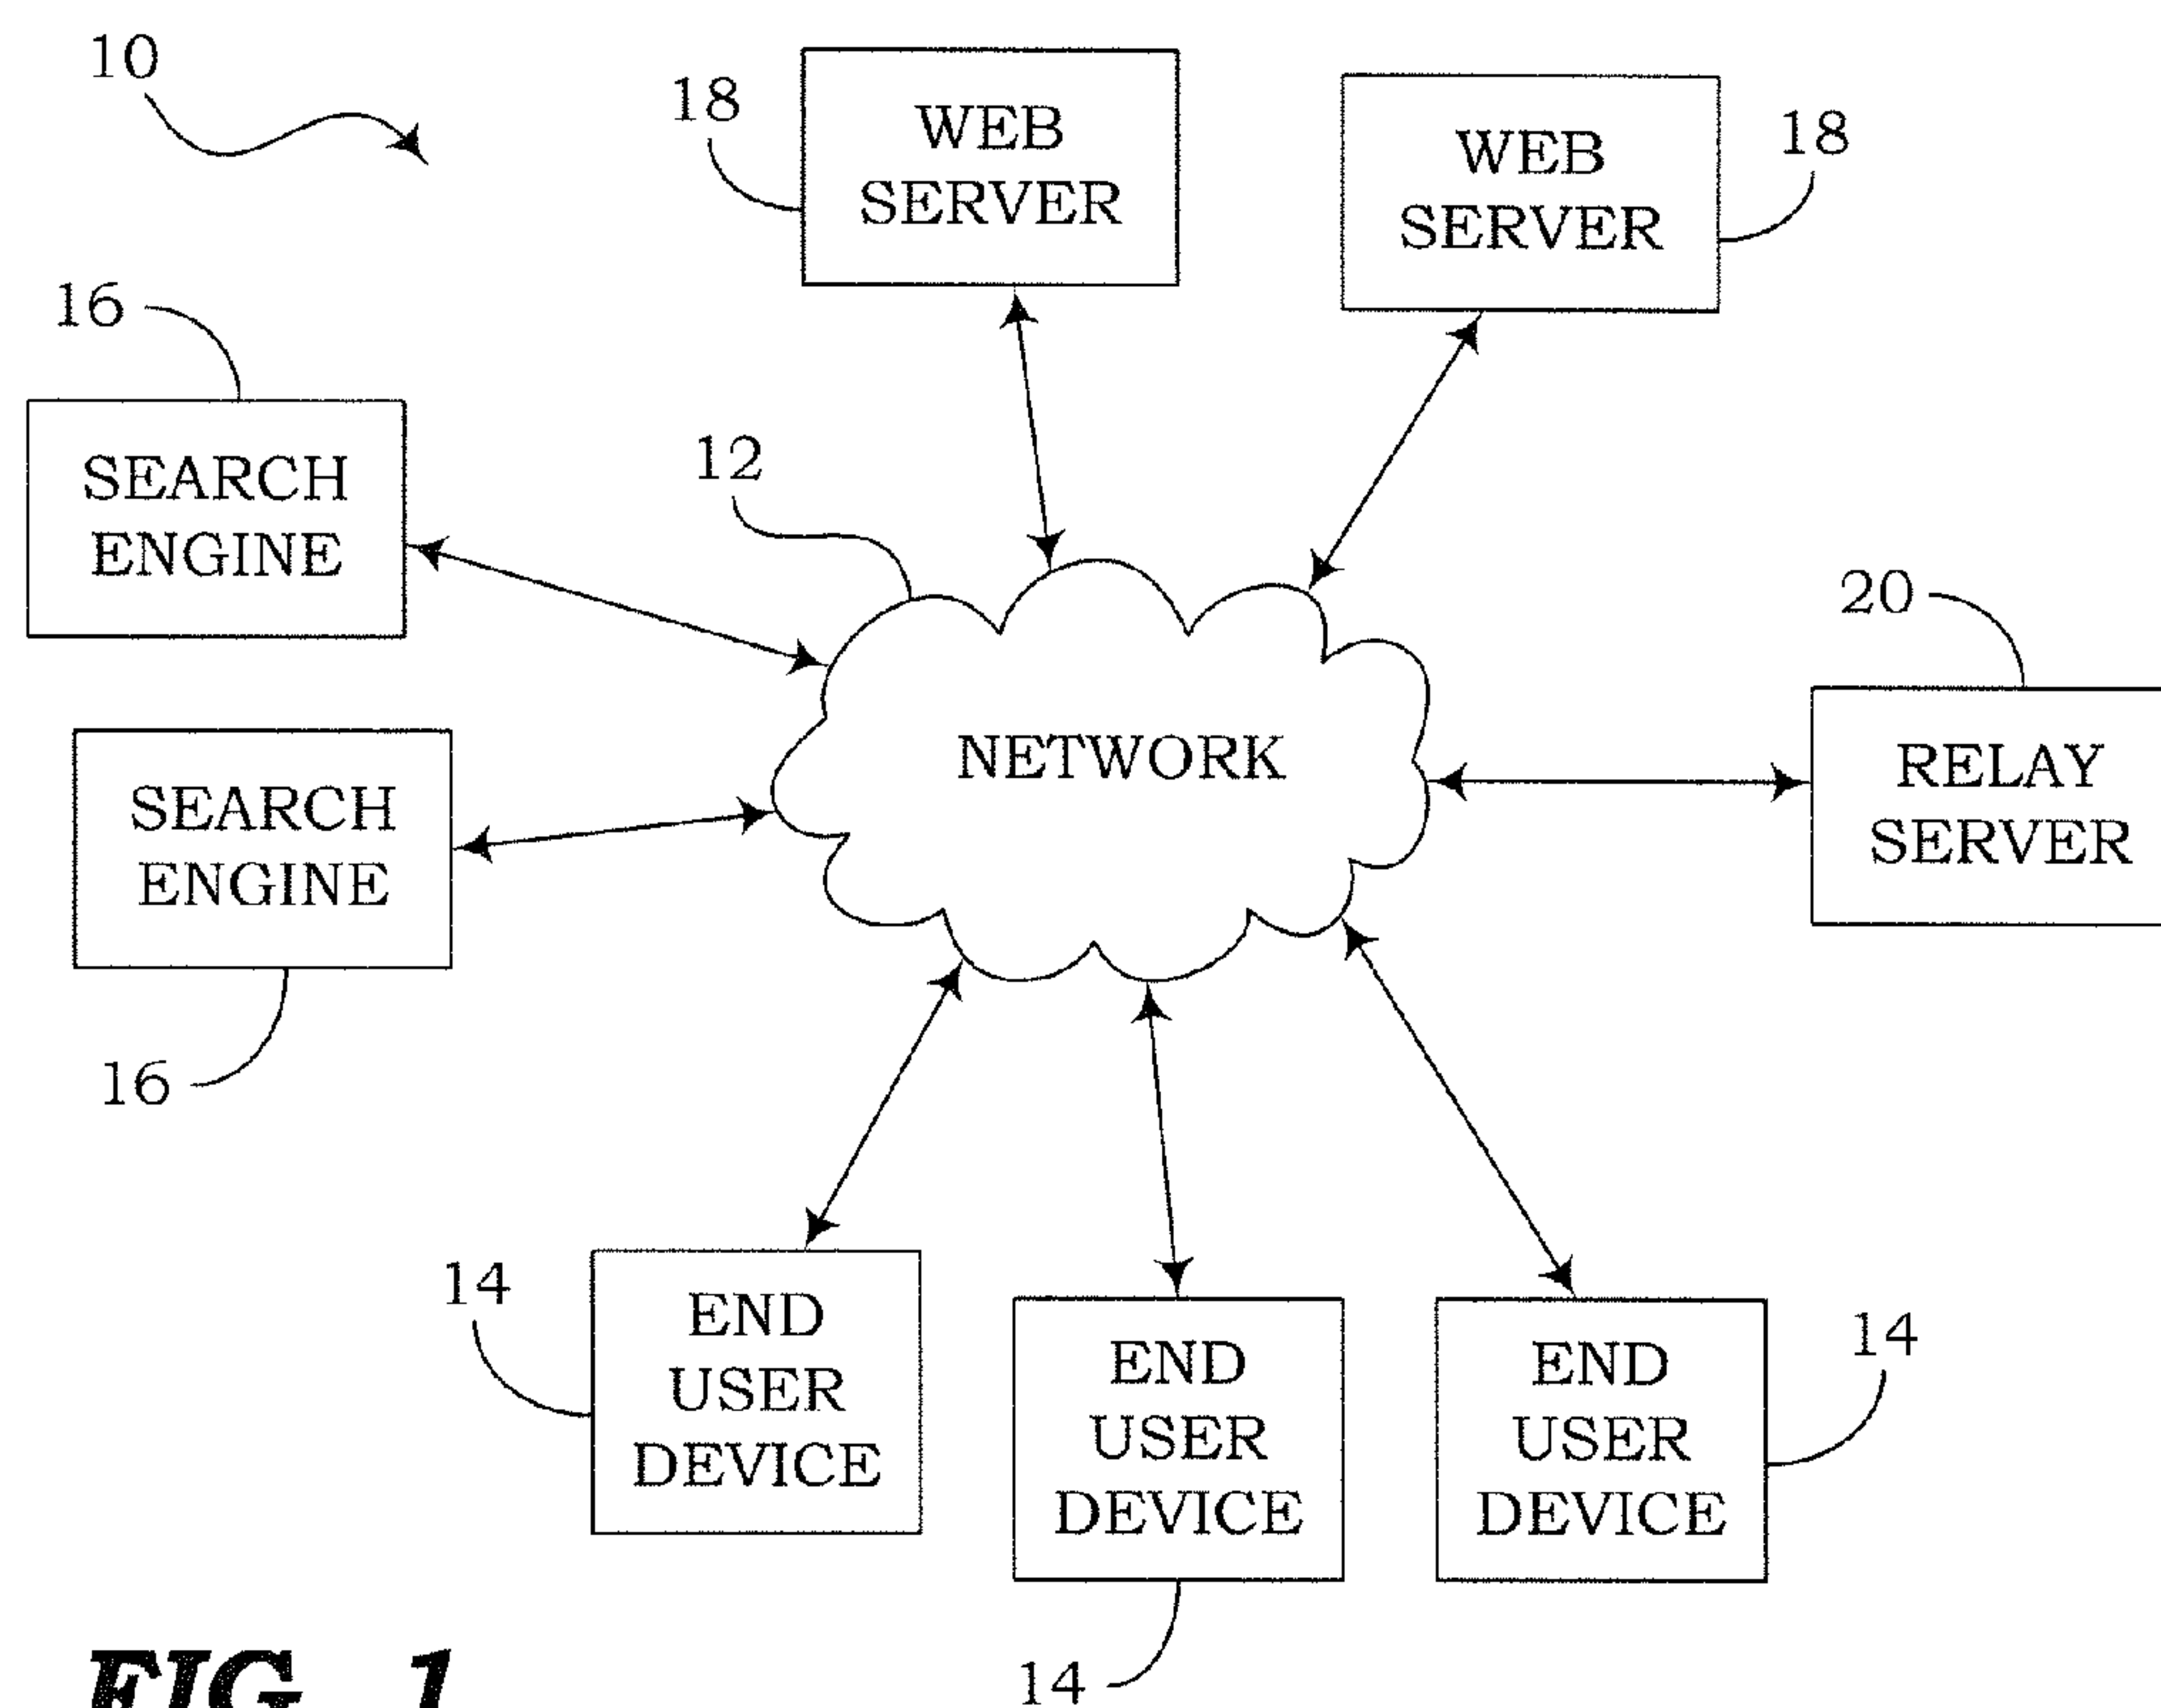 10
18
WEB
SERVER
WEB
SERVER
18
16
SEARCH
ENGINE
12
20
NETWORK
RELAY
SERVER
SEARCH
ENGINE
16
14
END
USER
DEVICE
END
USER
DEVICE
14
END
USER
DEVICE
14
FIG. 1